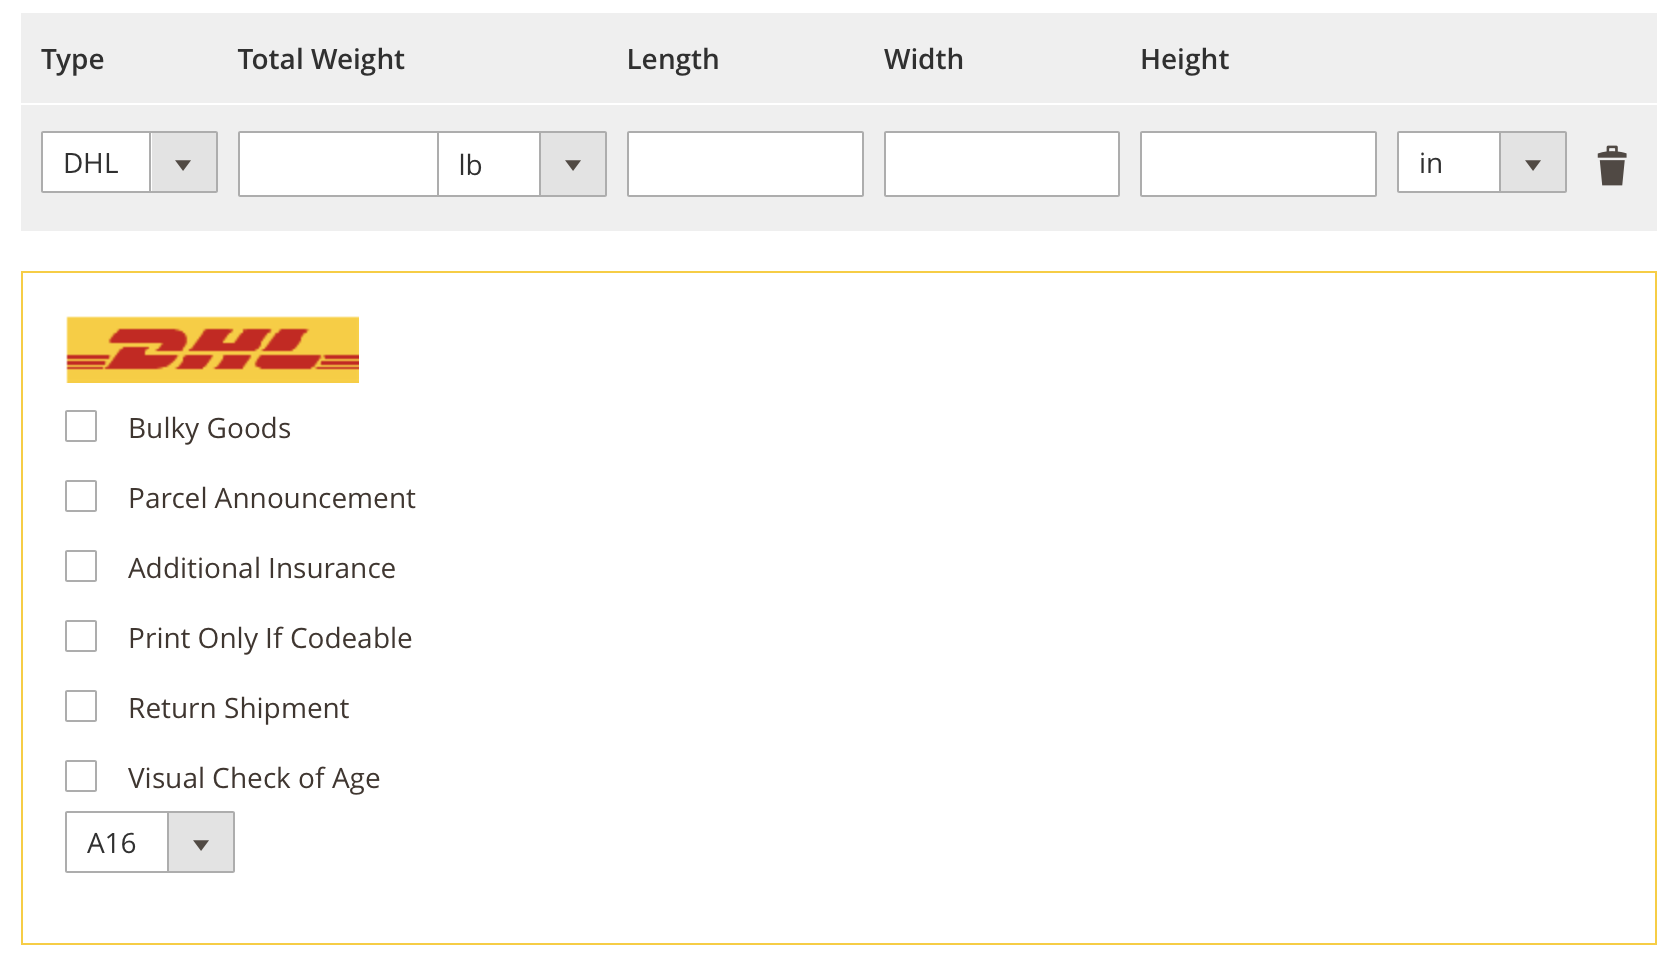 Type Total Weight Length Width Height
DHL lb in
DHL
Bulky Goods
Parcel Announcement
Additional Insurance
Print Only If Codeable
Return Shipment
Visual Check of Age
A16